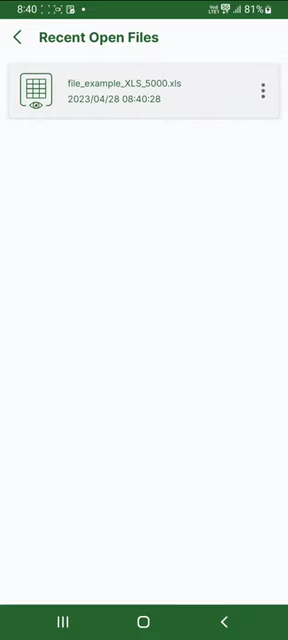 8:40
81%
Recent Open Files
file_example_XLS_5000.xls
2023/04/28 08:40:28